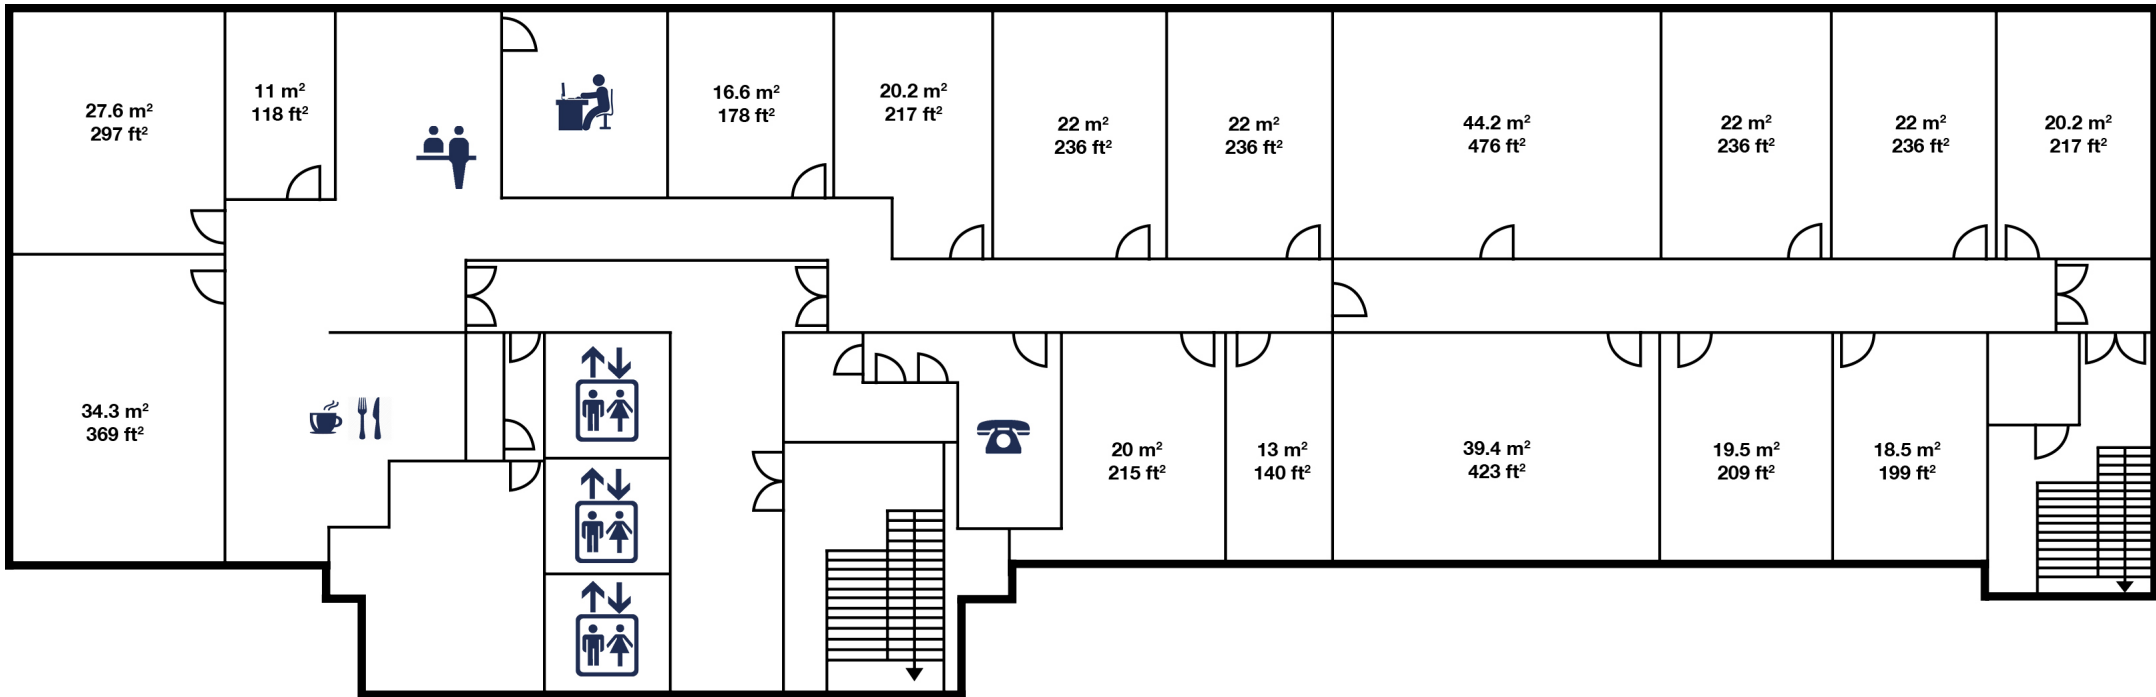 27.6 m²
297 ft²
11 m²
118 ft²
16.6 m²
178 ft²
20.2 m²
217 ft²
22 m²
236 ft²
22 m²
236 ft²
44.2 m²
476 ft²
22 m²
236 ft²
22 m²
236 ft²
20.2 m²
217 ft²
34.3 m²
369 ft²
20 m²
215 ft²
13 m²
140 ft²
39.4 m²
423 ft²
19.5 m²
209 ft²
18.5 m²
199 ft²